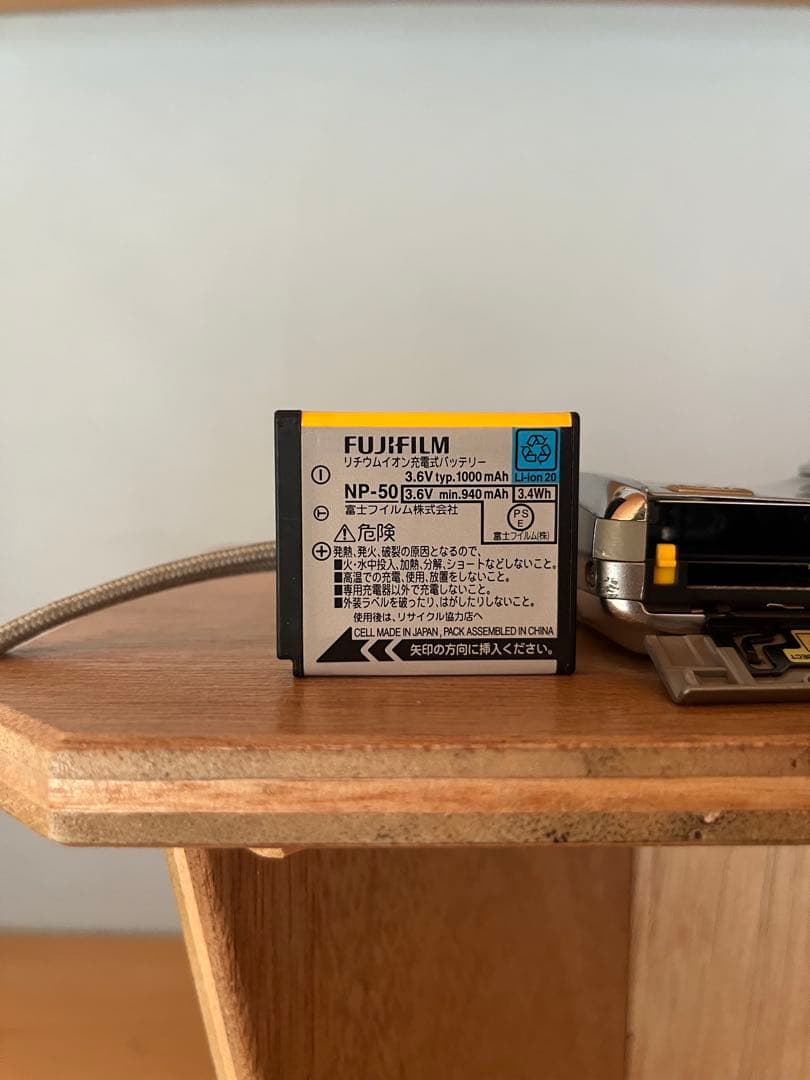 FUJIFILM
リチウムイオン充電式バッテリー
3.6V typ.1000 mAh
Li-ion 20
NP-50 3.6V min.940 mAh 3.4Wh
富士フイルム株式会社
PS
E
富士フイルム(株)
T
⚠危険
発熱、発火、破裂の原因となるので、
■火・水中投入、加熱、分解、ショートなどしないこと。
■高温での充電、使用、放置をしないこと。
■専用充電器以外で充電しないこと。
■外装ラベルを破ったり、はがしたりしないこと。
使用後は、リサイクル協力店へ
CELL MADE IN JAPAN, PACK ASSEMBLED IN CHINA
矢印の方向に挿入ください。